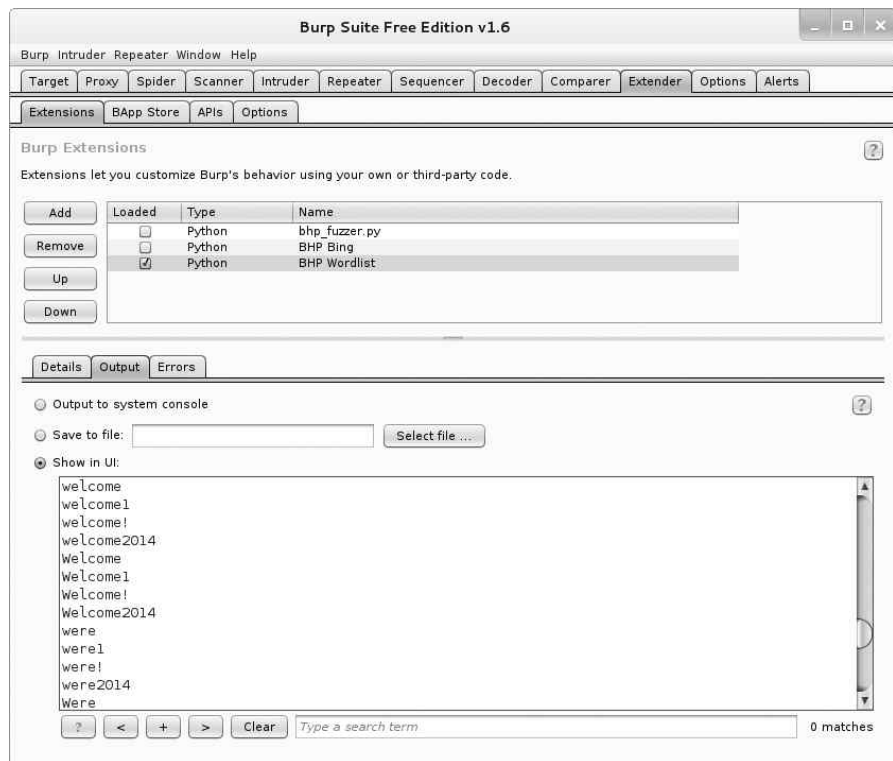 Burp Suite Free Edition v1.6
Burp Intruder Repeater Window Help
Target Proxy Spider Scanner Intruder Repeater Sequencer Decoder Comparer Extender Options Alerts
Extensions BApp Store APIs Options
Burp Extensions
?
Extensions let you customize Burp's behavior using your own or third-party code.
Add
Remove
Up
Down
Loaded Type Name
Python bhp_fuzzer.py
Python BHP Bing
Python BHP Wordlist
Details Output Errors
Output to system console
?
Save to file: Select file ...
Show in UI:
welcome
welcome1
welcome!
welcome2014
Welcome
Welcome1
Welcome!
Welcome2014
were
were1
were!
were2014
Were
? < + > Clear Type a search term 0 matches